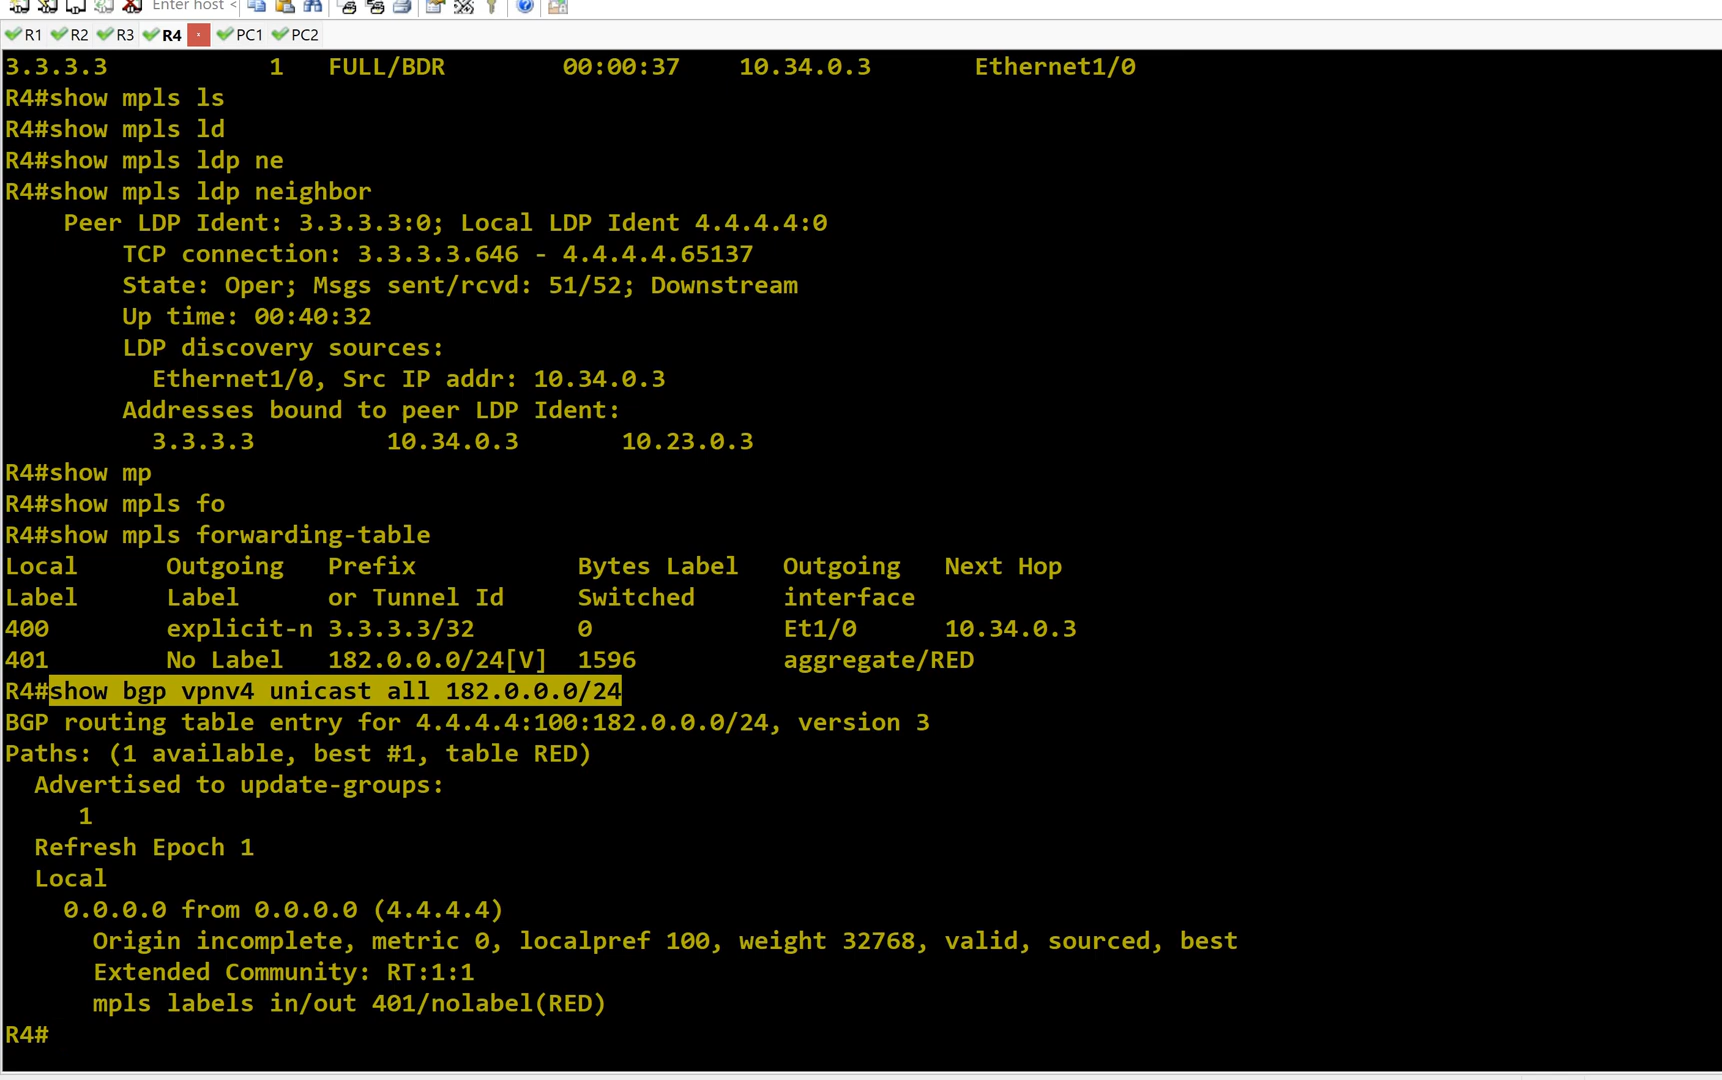 Enter host <
R1 R2 R3 R4 × PC1 PC2
3.3.3.3 1 FULL/BDR 00:00:37 10.34.0.3 Ethernet1/0
R4#show mpls ls
R4#show mpls ld
R4#show mpls ldp ne
R4#show mpls ldp neighbor
Peer LDP Ident: 3.3.3.3:0; Local LDP Ident 4.4.4.4:0
TCP connection: 3.3.3.3.646 - 4.4.4.4.65137
State: Oper; Msgs sent/rcvd: 51/52; Downstream
Up time: 00:40:32
LDP discovery sources:
Ethernet1/0, Src IP addr: 10.34.0.3
Addresses bound to peer LDP Ident:
3.3.3.3 10.34.0.3 10.23.0.3
R4#show mp
R4#show mpls fo
R4#show mpls forwarding-table
Local Outgoing Prefix Bytes Label Outgoing Next Hop
Label Label or Tunnel Id Switched interface
400 explicit-n 3.3.3.3/32 0 Et1/0 10.34.0.3
401 No Label 182.0.0.0/24[V] 1596 aggregate/RED
R4#show bgp vpnv4 unicast all 182.0.0.0/24
BGP routing table entry for 4.4.4.4:100:182.0.0.0/24, version 3
Paths: (1 available, best #1, table RED)
Advertised to update-groups:
1
Refresh Epoch 1
Local
0.0.0.0 from 0.0.0.0 (4.4.4.4)
Origin incomplete, metric 0, localpref 100, weight 32768, valid, sourced, best
Extended Community: RT:1:1
mpls labels in/out 401/nolabel(RED)
R4#